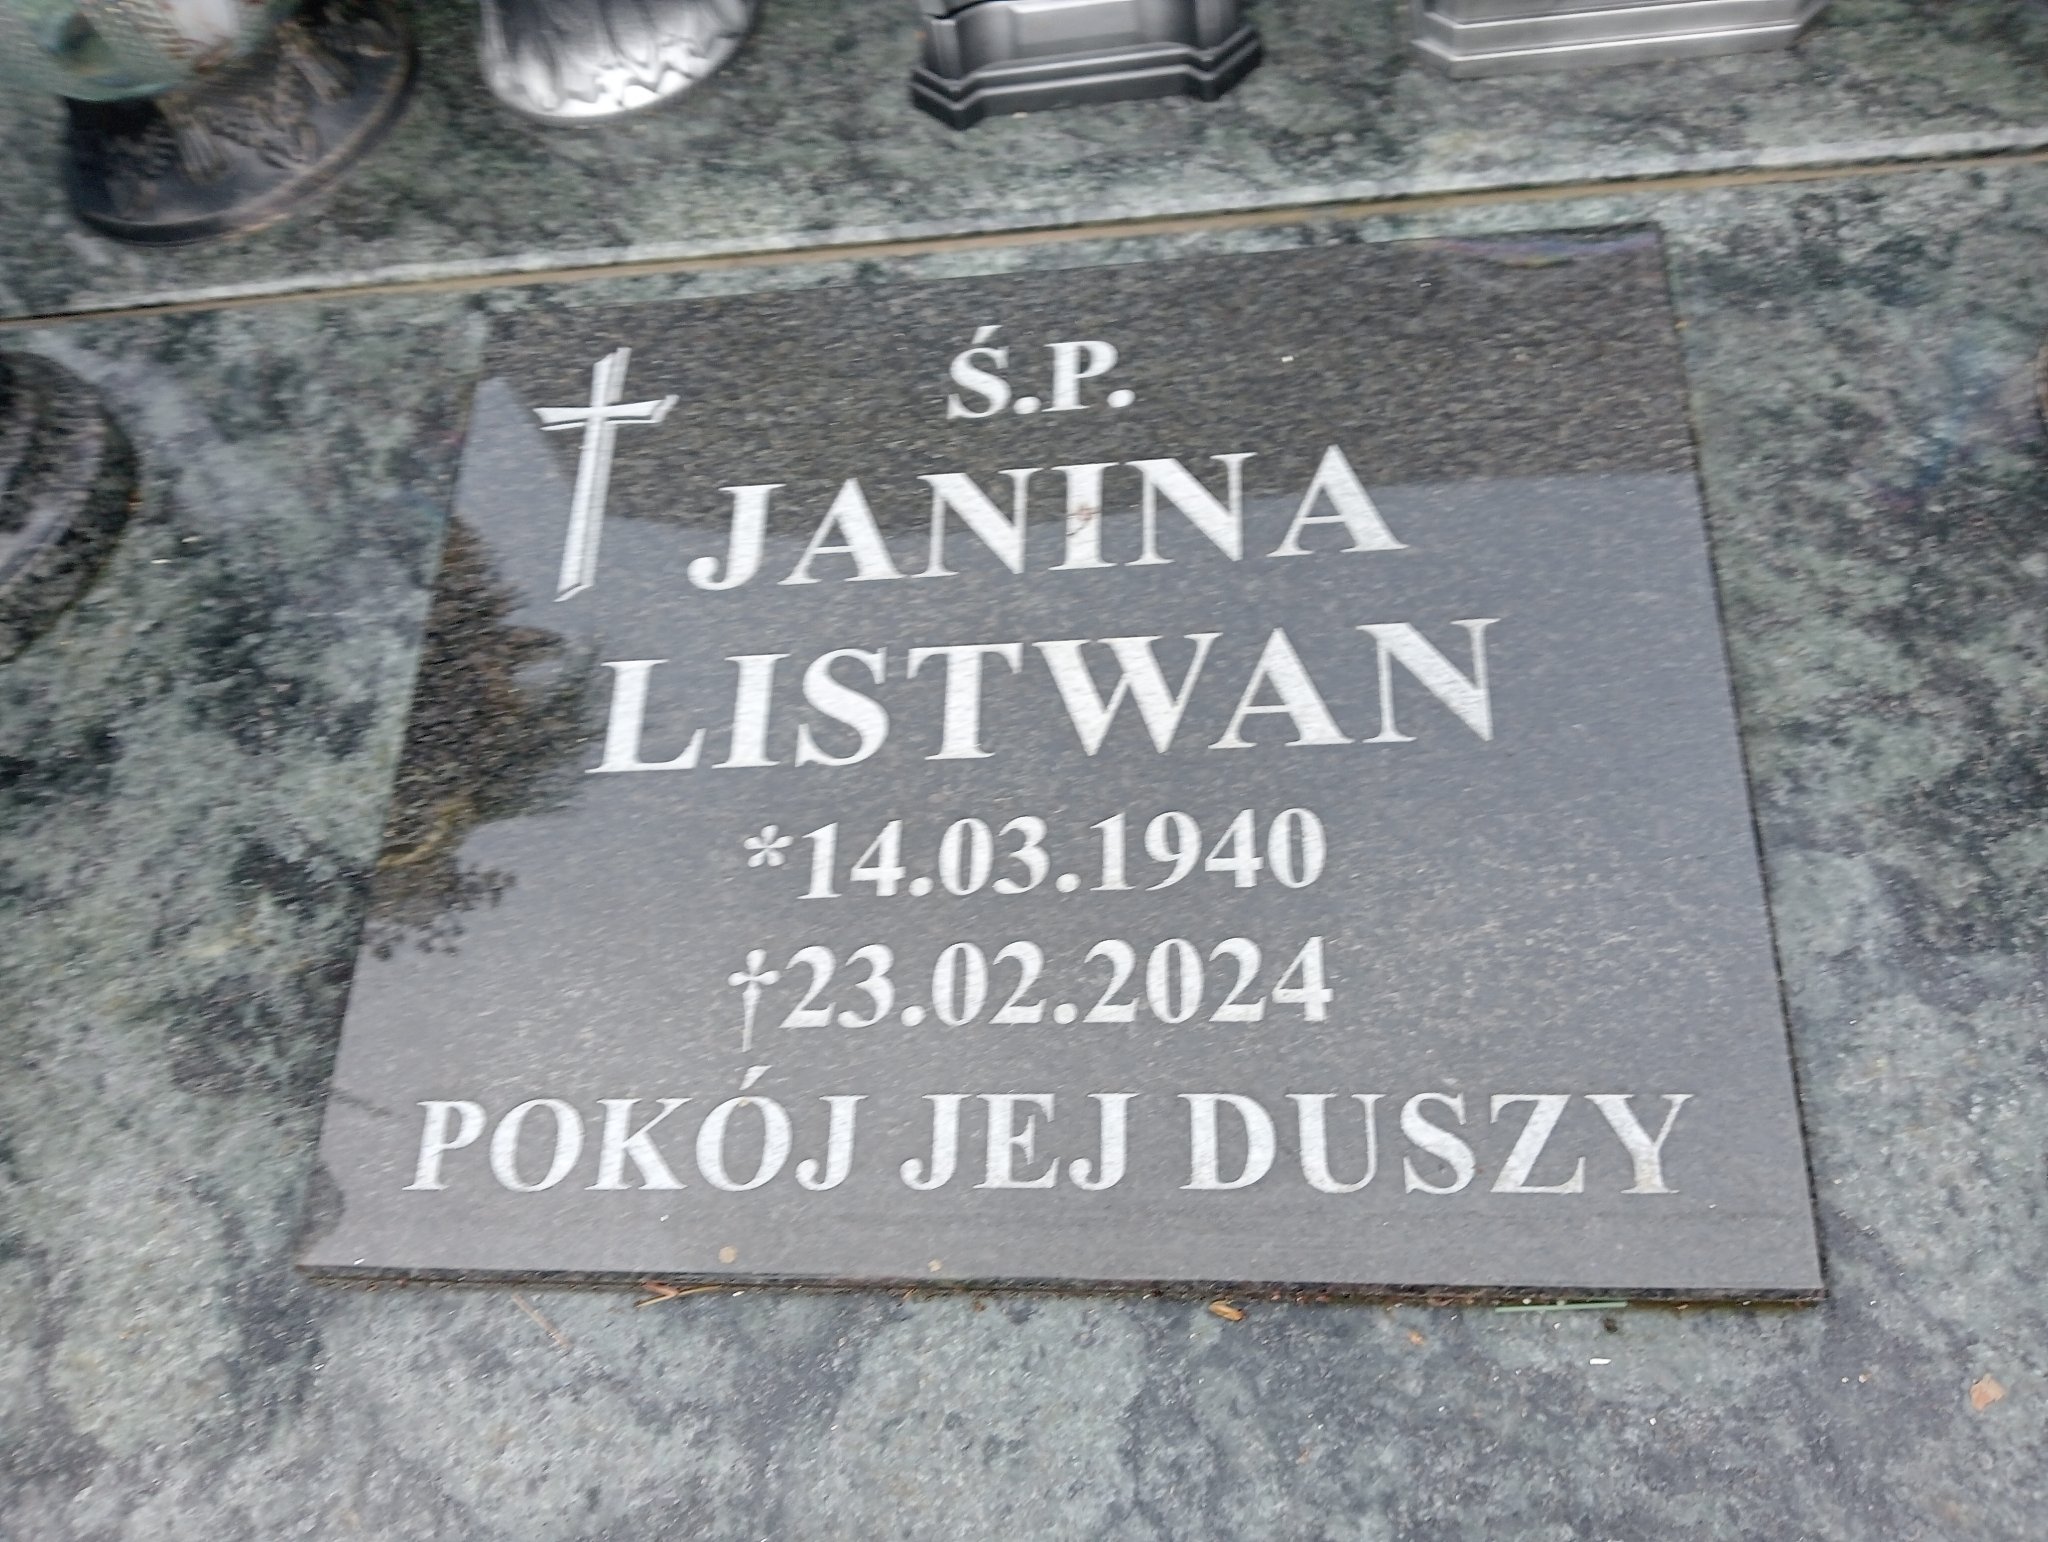 Ś.P.
JANINA
LISTWAN
*14.03.1940
†23.02.2024
POKÓJ JEJ DUSZY